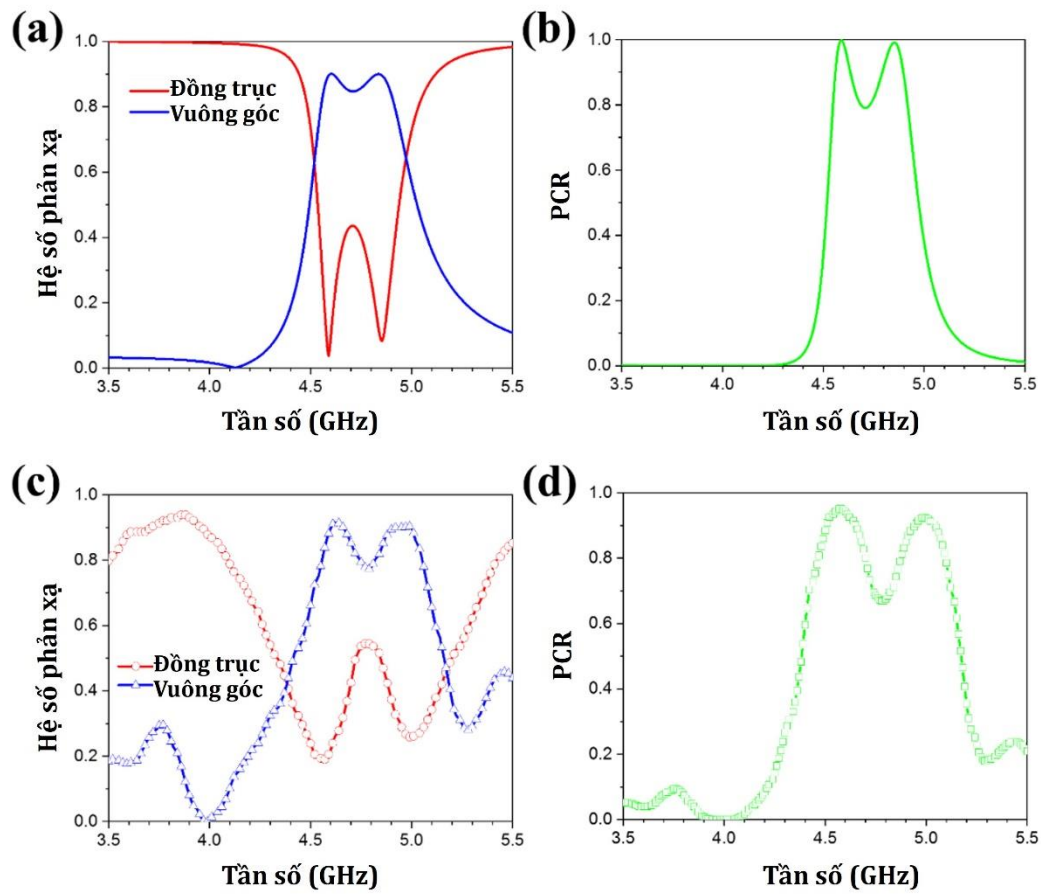 (a)
1.0
0.8
0.6
0.4
0.2
0.0
Hệ số phản xạ
Đồng trục
Vuông góc
3.5 4.0 4.5 5.0 5.5
Tần số (GHz)
(b)
1.0
0.8
0.6
0.4
0.2
0.0
PCR
3.5 4.0 4.5 5.0 5.5
Tần số (GHz)
(c)
1.0
0.8
0.6
0.4
0.2
0.0
Hệ số phản xạ
Đồng trục
Vuông góc
3.5 4.0 4.5 5.0 5.5
Tần số (GHz)
(d)
1.0
0.8
0.6
0.4
0.2
0.0
PCR
3.5 4.0 4.5 5.0 5.5
Tần số (GHz)